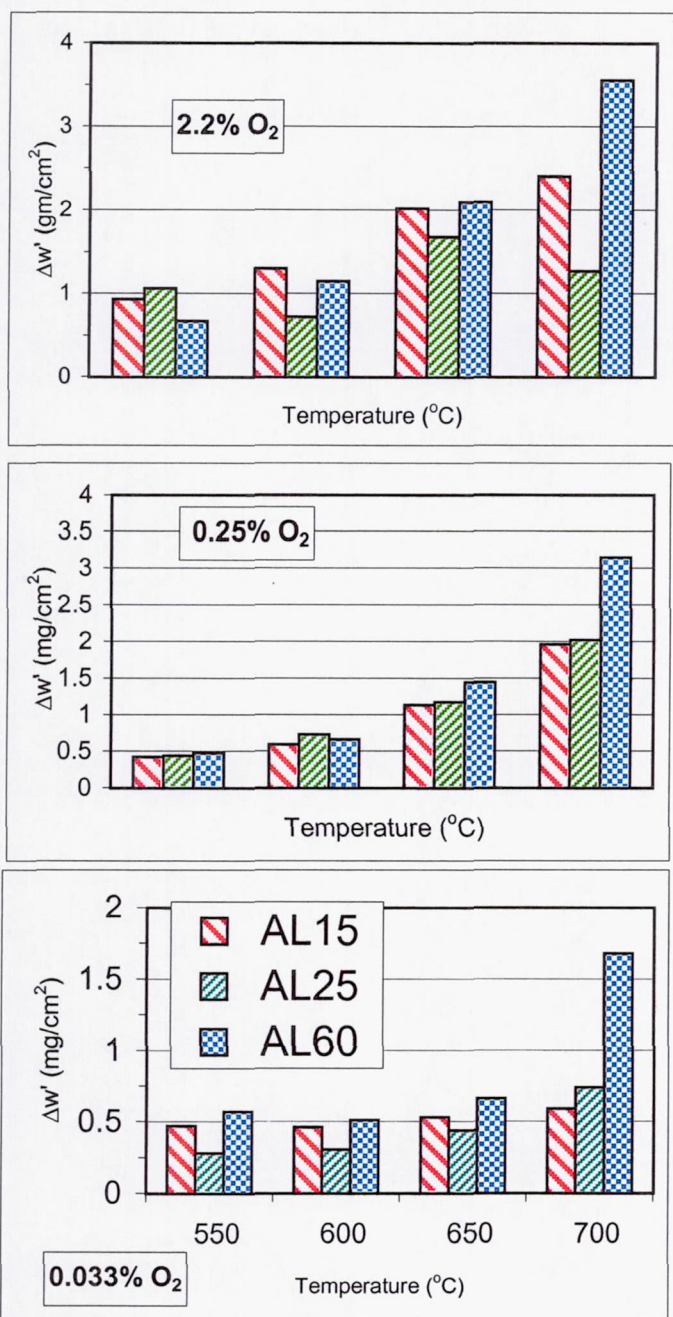 4
3
2
1
0
Δw' (gm/cm²)
2.2% O₂
Temperature (°C)
4
3.5
3
2.5
2
1.5
1
0.5
0
Δw' (mg/cm²)
0.25% O₂
Temperature (°C)
2
1.5
1
0.5
0
Δw' (mg/cm²)
AL15
AL25
AL60
550 600 650 700
0.033% O₂
Temperature (°C)